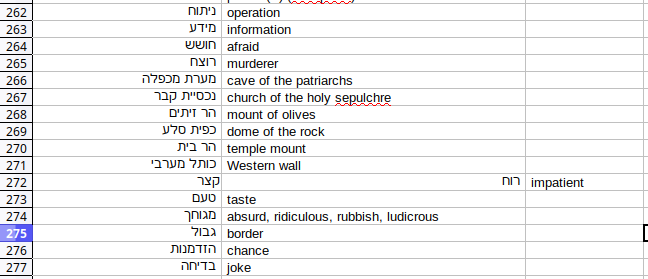 262 ניתוח operation
263 מידע information
264 חושש afraid
265 רוצח murderer
266 מערת מכפלה cave of the patriarchs
267 נכסיית קבר church of the holy sepulchre
268 הר זיתים mount of olives
269 כפית סלע dome of the rock
270 הר בית temple mount
271 כותל מערבי Western wall
272 קצר רוח impatient
273 טעם taste
274 מגוחך absurd, ridiculous, rubbish, ludicrous
275 גבול border
276 הזדמנות chance
277 בדיחה joke